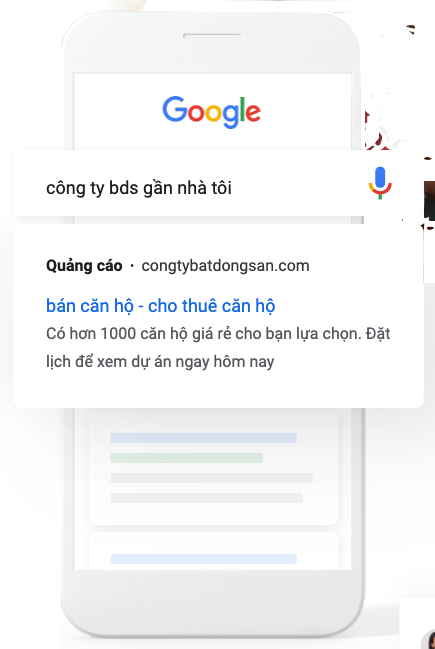 Google
công ty bds gần nhà tôi
Quảng cáo · congtybatdongsan.com
bán căn hộ - cho thuê căn hộ
Có hơn 1000 căn hộ giá rẻ cho bạn lựa chọn. Đặt
lịch để xem dự án ngay hôm nay